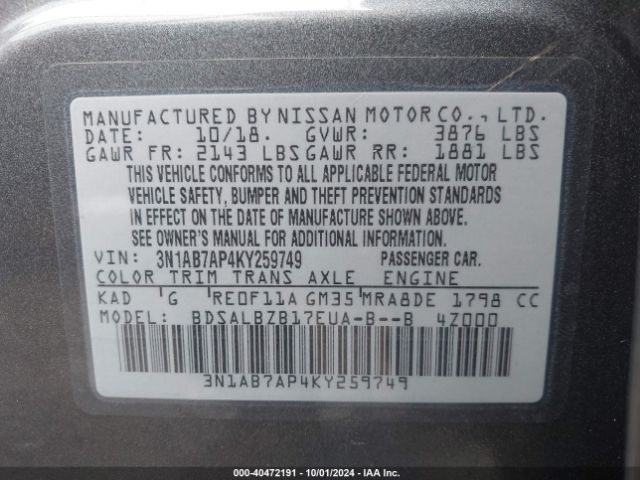 MANUFACTURED BY NISSAN MOTOR CO., LTD.
DATE: 10/18. GVWR: 3876 LBS
GAWR FR: 2143 LBS GAWR RR: 1881 LBS
THIS VEHICLE CONFORMS TO ALL APPLICABLE FEDERAL MOTOR
VEHICLE SAFETY, BUMPER AND THEFT PREVENTION STANDARDS
IN EFFECT ON THE DATE OF MANUFACTURE SHOWN ABOVE.
SEE OWNER'S MANUAL FOR ADDITIONAL INFORMATION.
VIN: 3N1AB7AP4KY259749 PASSENGER CAR.
COLOR TRIM TRANS AXLE ENGINE
KAD G RE0F11A GM35 MRA8DE 1798 CC
MODEL: BDSALBZB17EUA-B--B 4Z000
3N1AB7AP4KY259749
000-40472191 - 10/01/2024 - IAA Inc.